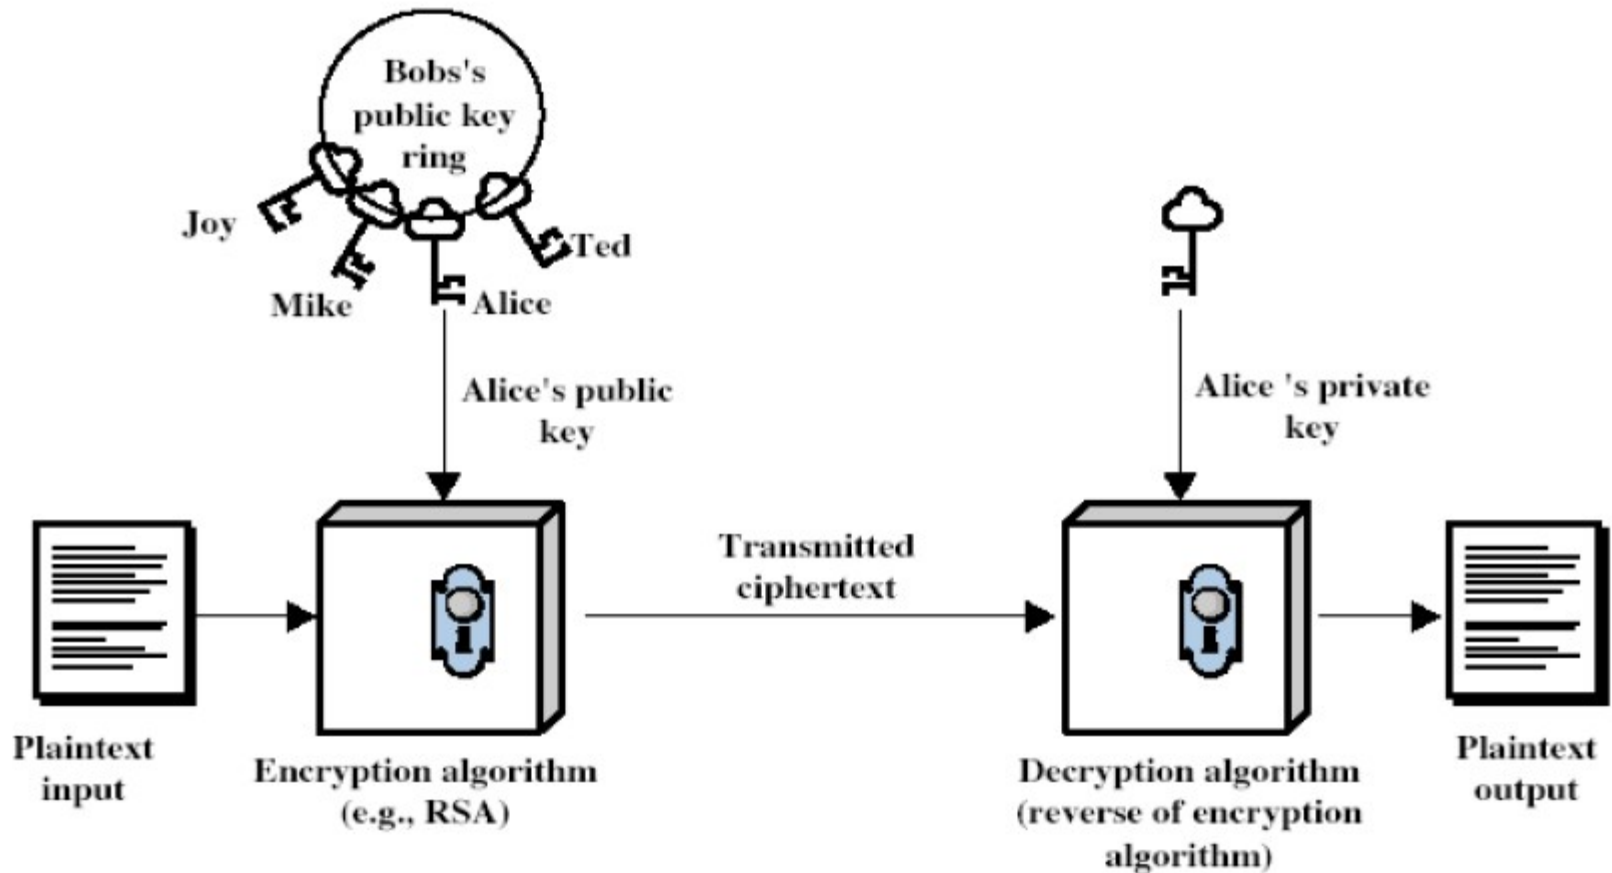 Bobs's
public key
ring
Joy
Ted
Mike
Alice
Alice's public
key
Alice 's private
key
Transmitted
ciphertext
Plaintext
input
Encryption algorithm
(e.g., RSA)
Decryption algorithm
(reverse of encryption
algorithm)
Plaintext
output